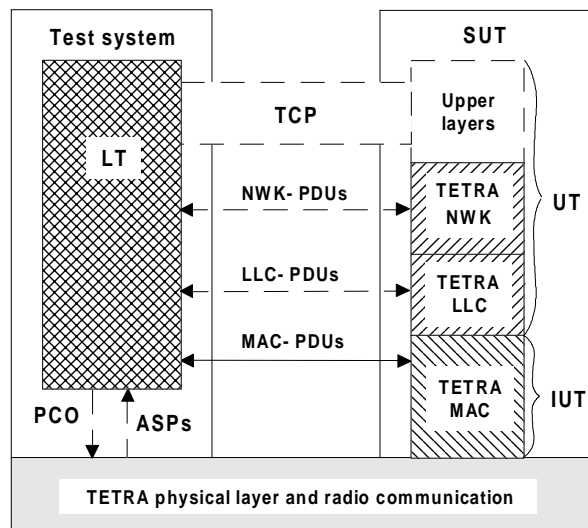 Test system
SUT
TCP
Upper
layers
LT
NWK- PDUs
TETRA
NWK
UT
LLC- PDUs
TETRA
LLC
MAC- PDUs
TETRA
MAC
IUT
PCO
ASPs
TETRA physical layer and radio communication